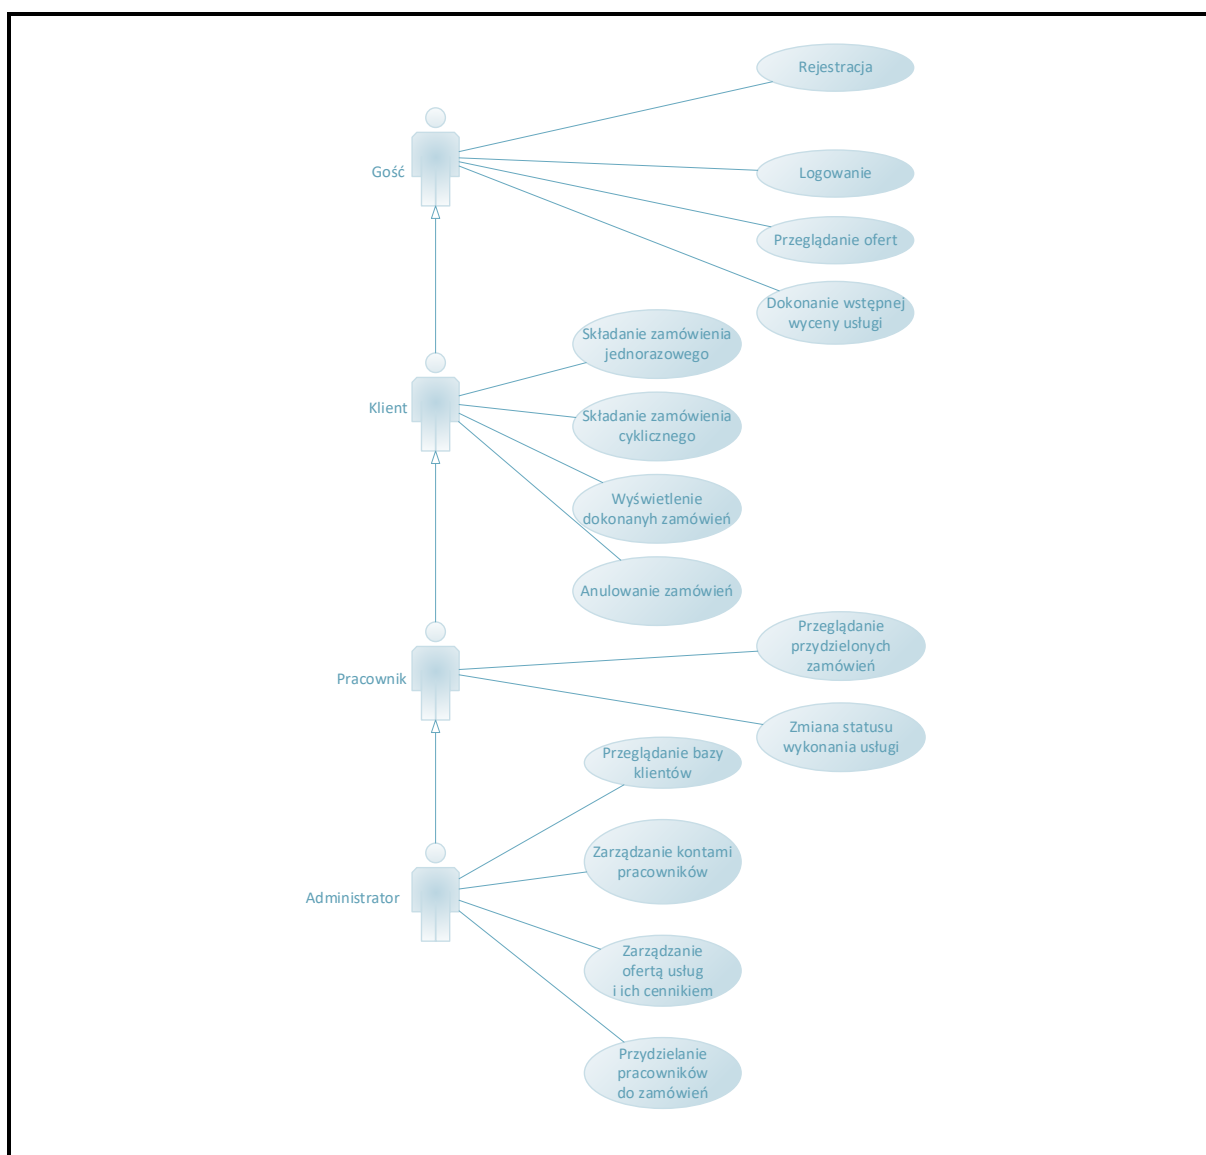 Rejestracja
Gość
Logowanie
Przeglądanie ofert
Dokonanie wstępnej
wyceny usługi
Składanie zamówienia
jednorazowego
Klient
Składanie zamówienia
cyklicznego
Wyświetlenie
dokonanyh zamówień
Anulowanie zamówień
Przeglądanie
przydzielonych
zamówień
Pracownik
Zmiana statusu
wykonania usługi
Przeglądanie bazy
klientów
Zarządzanie kontami
pracowników
Administrator
Zarządzanie
ofertą usług
i ich cennikiem
Przydzielanie
pracowników
do zamówień